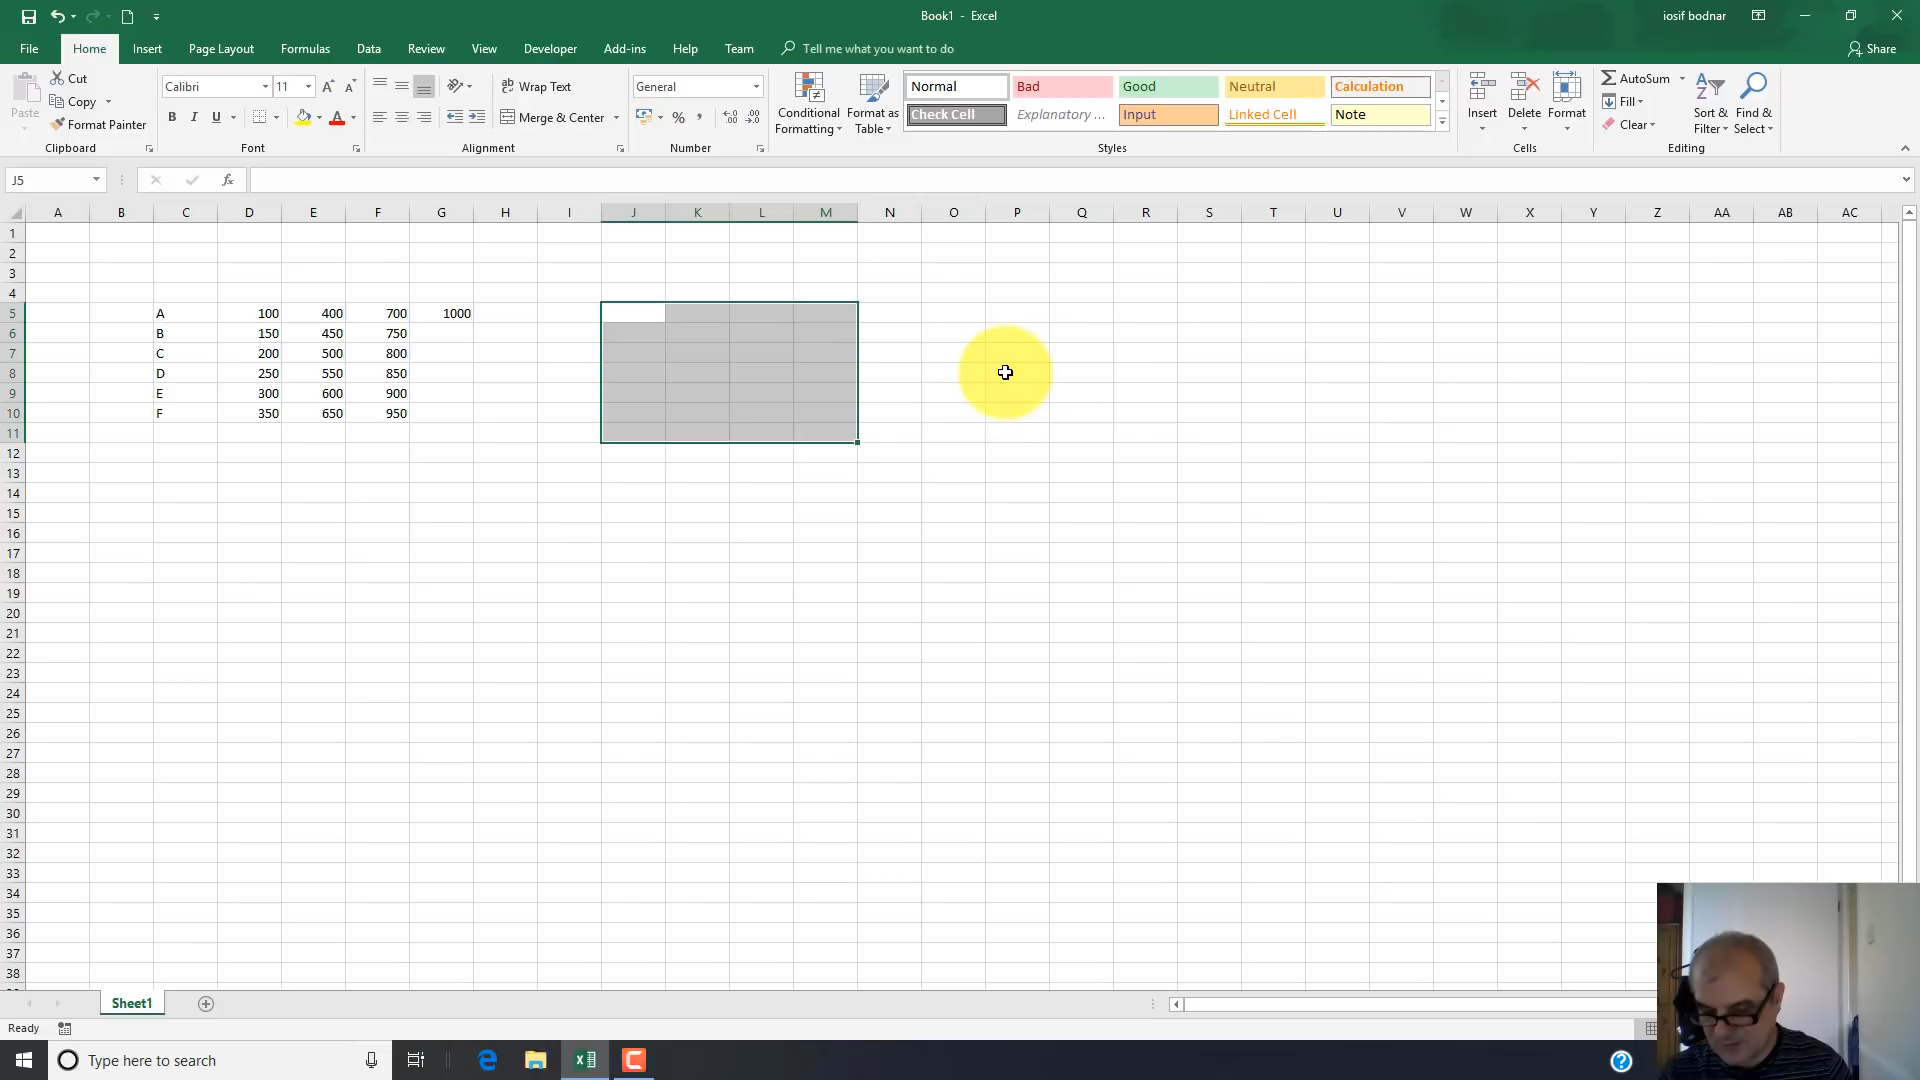 Book1 - Excel
iosif bodnar
File Home Insert Page Layout Formulas Data Review View Developer Add-ins Help Team Tell me what you want to do Share
Paste
Cut
Copy
Format Painter
Clipboard
Calibri 11
B I U
Font
Wrap Text
Merge & Center
Alignment
General
%
Number
Conditional Formatting
Format as Table
Normal Bad Good Neutral Calculation
Check Cell Explanatory ... Input Linked Cell Note
Styles
Insert Delete Format
Cells
AutoSum
Fill
Clear
Sort & Filter
Find & Select
Editing
J5 fx
A B C D E F G H I J K L M N O P Q R S T U V W X Y Z AA AB AC
1
2
3
4
5 A 100 400 700 1000
6 B 150 450 750
7 C 200 500 800
8 D 250 550 850
9 E 300 600 900
10 F 350 650 950
11
12
13
14
15
16
17
18
19
20
21
22
23
24
25
26
27
28
29
30
31
32
33
34
35
36
37
38
Sheet1
Ready
Type here to search